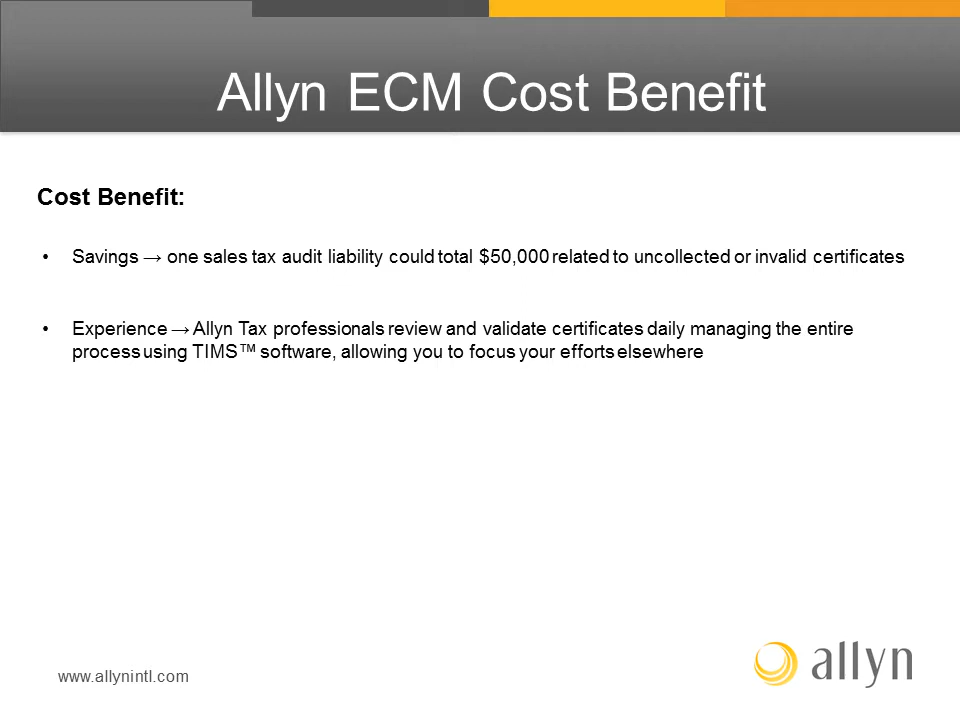 Allyn ECM Cost Benefit
Cost Benefit:
• Savings → one sales tax audit liability could total $50,000 related to uncollected or invalid certificates
• Experience → Allyn Tax professionals review and validate certificates daily managing the entire
process using TIMS™ software, allowing you to focus your efforts elsewhere
www.allynintl.com
allyn